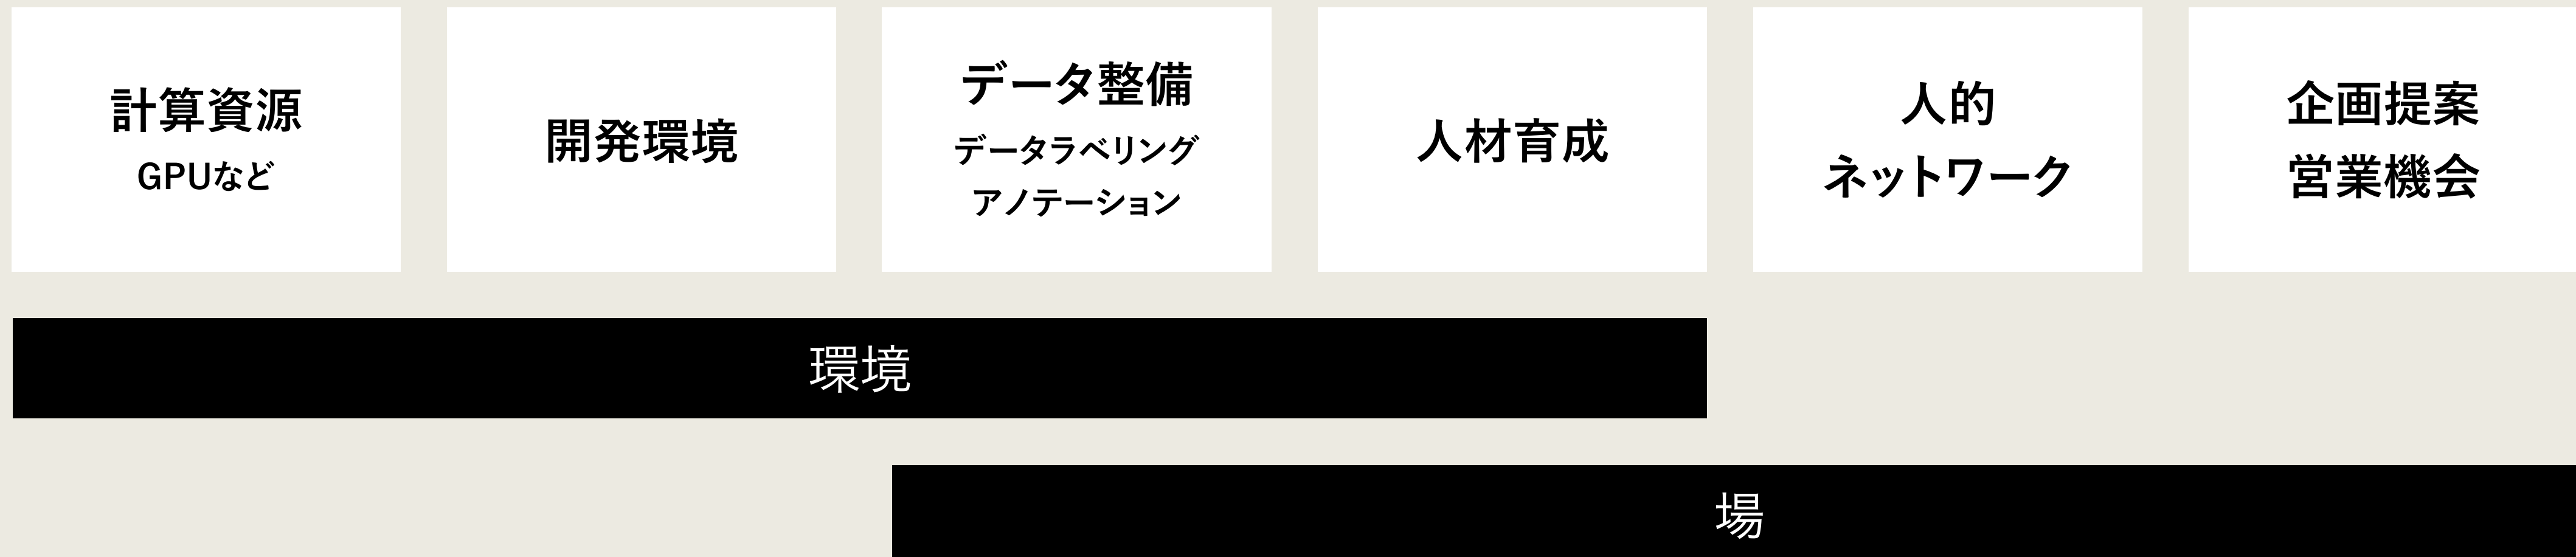 計算資源
GPUなど
開発環境
データ整備
データラベリング
アノテーション
人材育成
人的
ネットワーク
企画提案
営業機会
環境
場